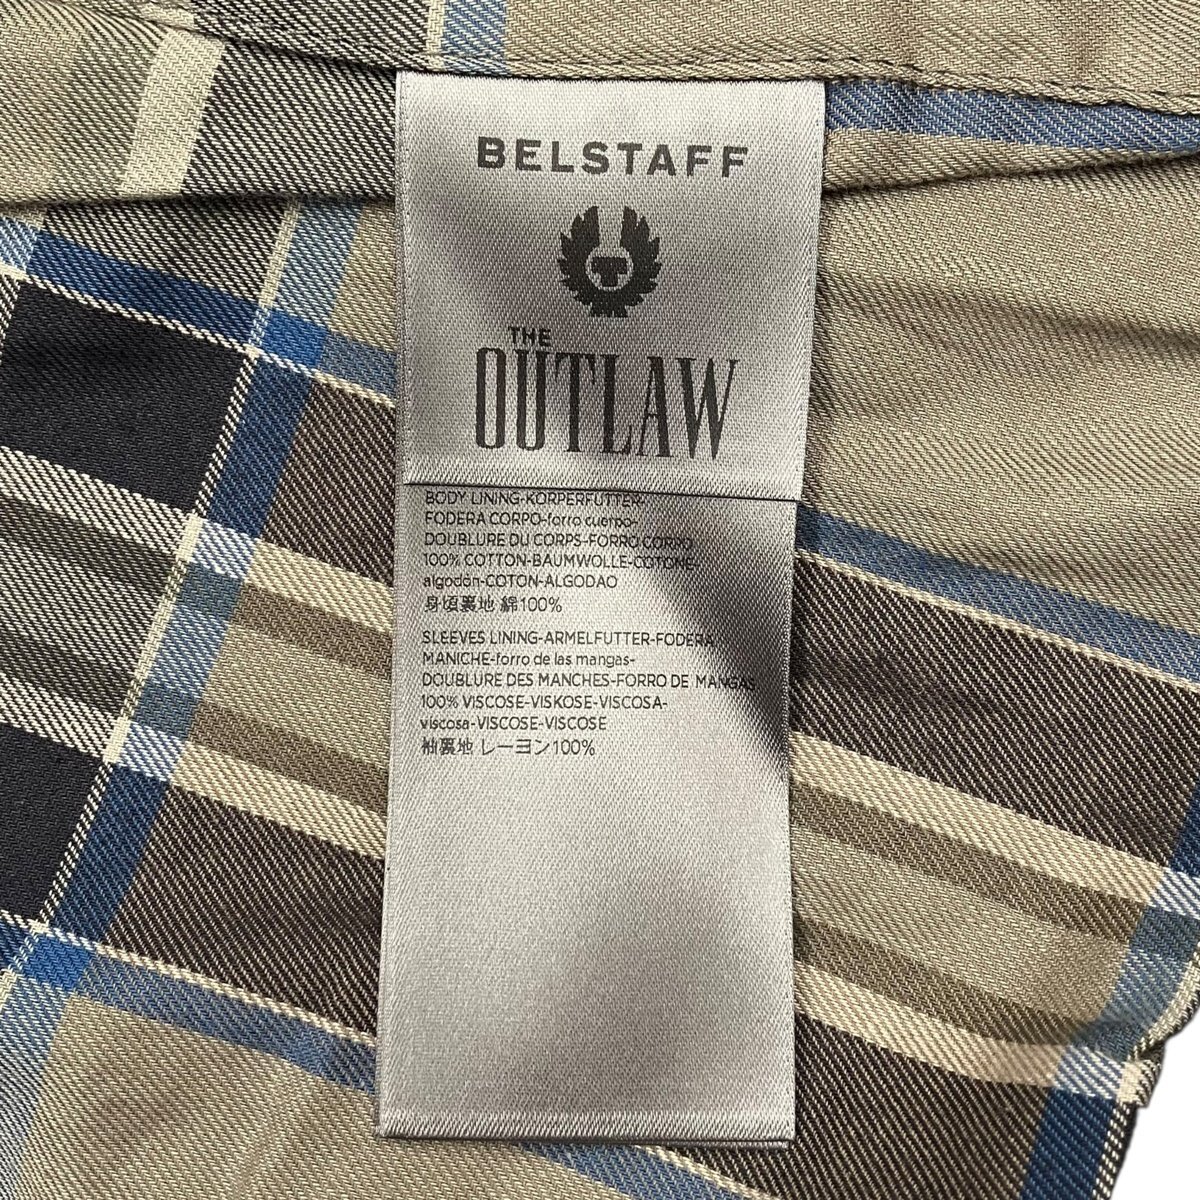 BELSTAFF
THE
OUTLAW
BODY LINING-KORPERFUTTER-
FODERA CORPO-forro cuerpo-
DOUBLURE DU CORPS-FORRO CORPO
100% COTTON-BAUMWOLLE-COTONE-
algodón-COTON-ALGODAO
身頃裏地 綿100%
SLEEVES LINING-ARMELFUTTER-FODERA
MANICHE-forro de las mangas-
DOUBLURE DES MANCHES-FORRO DE MANGAS
100% VISCOSE-VISKOSE-VISCOSA-
viscosa-VISCOSE-VISCOSE
袖裏地 レーヨン100%